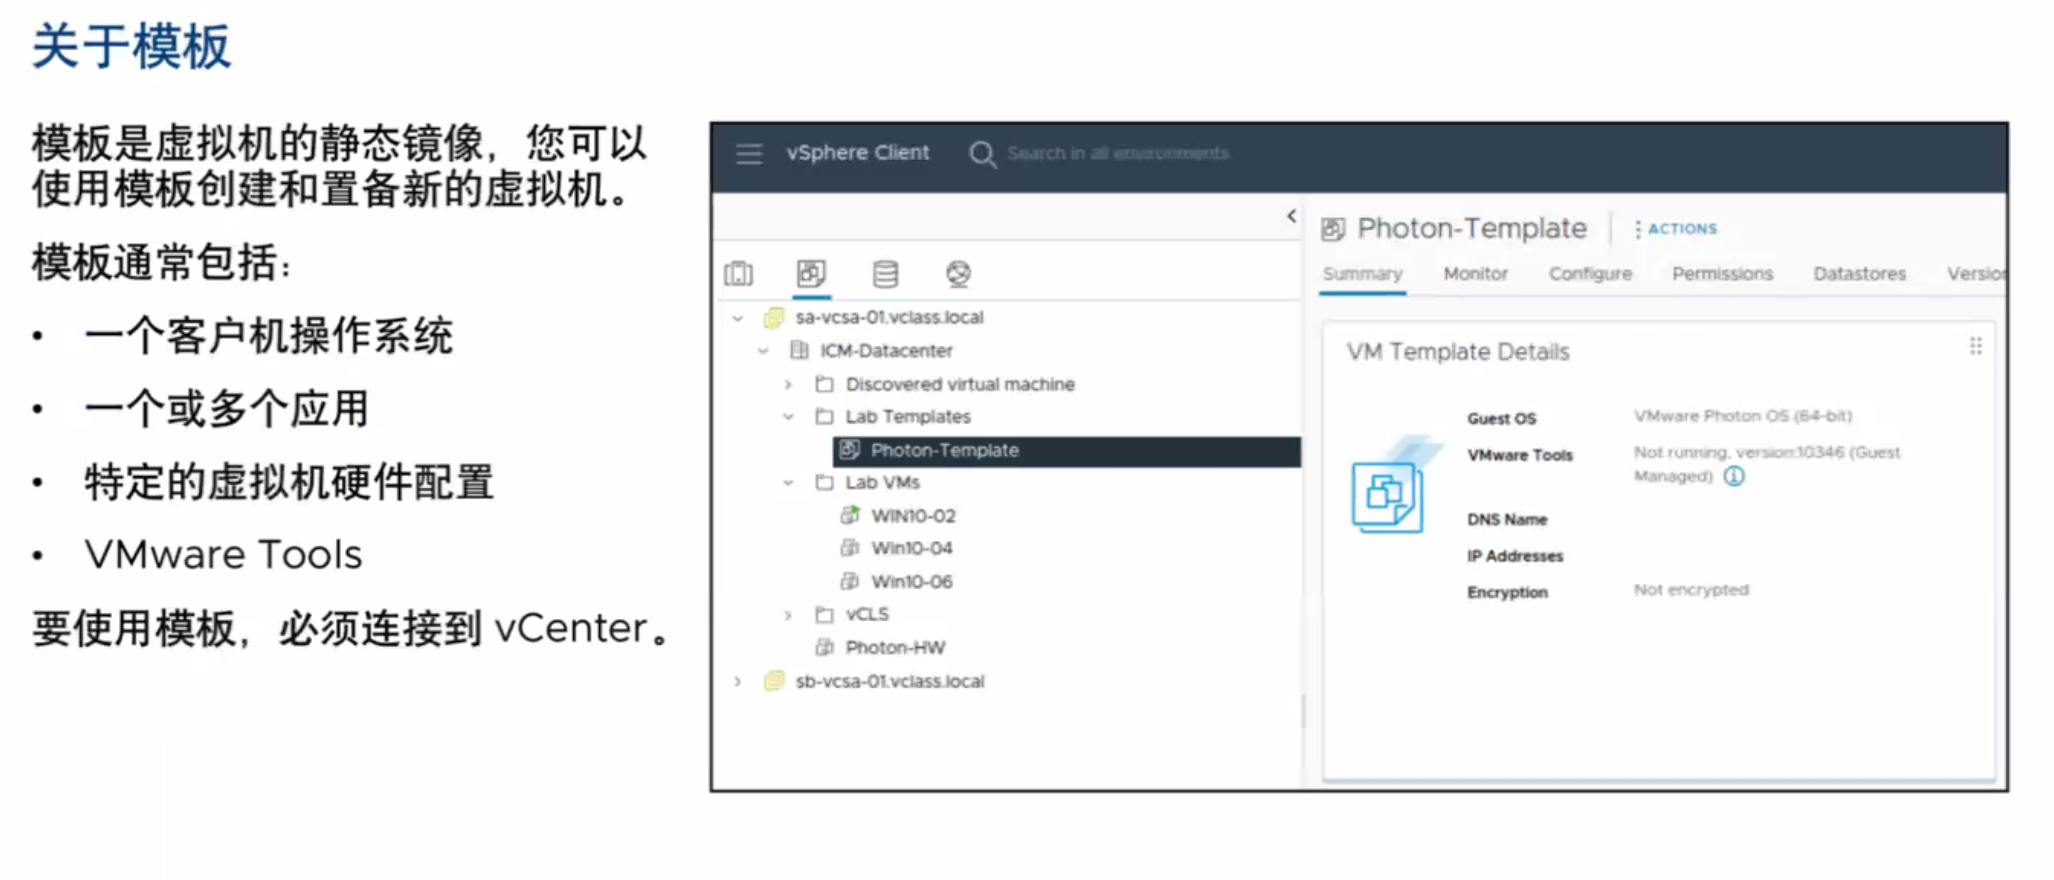 关于模板
模板是虚拟机的静态镜像，您可以
使用模板创建和置备新的虚拟机。
模板通常包括：
• 一个客户机操作系统
• 一个或多个应用
• 特定的虚拟机硬件配置
• VMware Tools
要使用模板，必须连接到 vCenter。
vSphere Client
Search in all environments
sa-vcsa-01.vclass.local
ICM-Datacenter
Discovered virtual machine
Lab Templates
Photon-Template
Lab VMs
WIN10-02
Win10-04
Win10-06
vCLS
Photon-HW
sb-vcsa-01.vclass.local
Photon-Template ACTIONS
Summary Monitor Configure Permissions Datastores Version
VM Template Details
Guest OS VMware Photon OS (64-bit)
VMware Tools Not running, version:10346 (Guest
Managed)
DNS Name
IP Addresses
Encryption Not encrypted